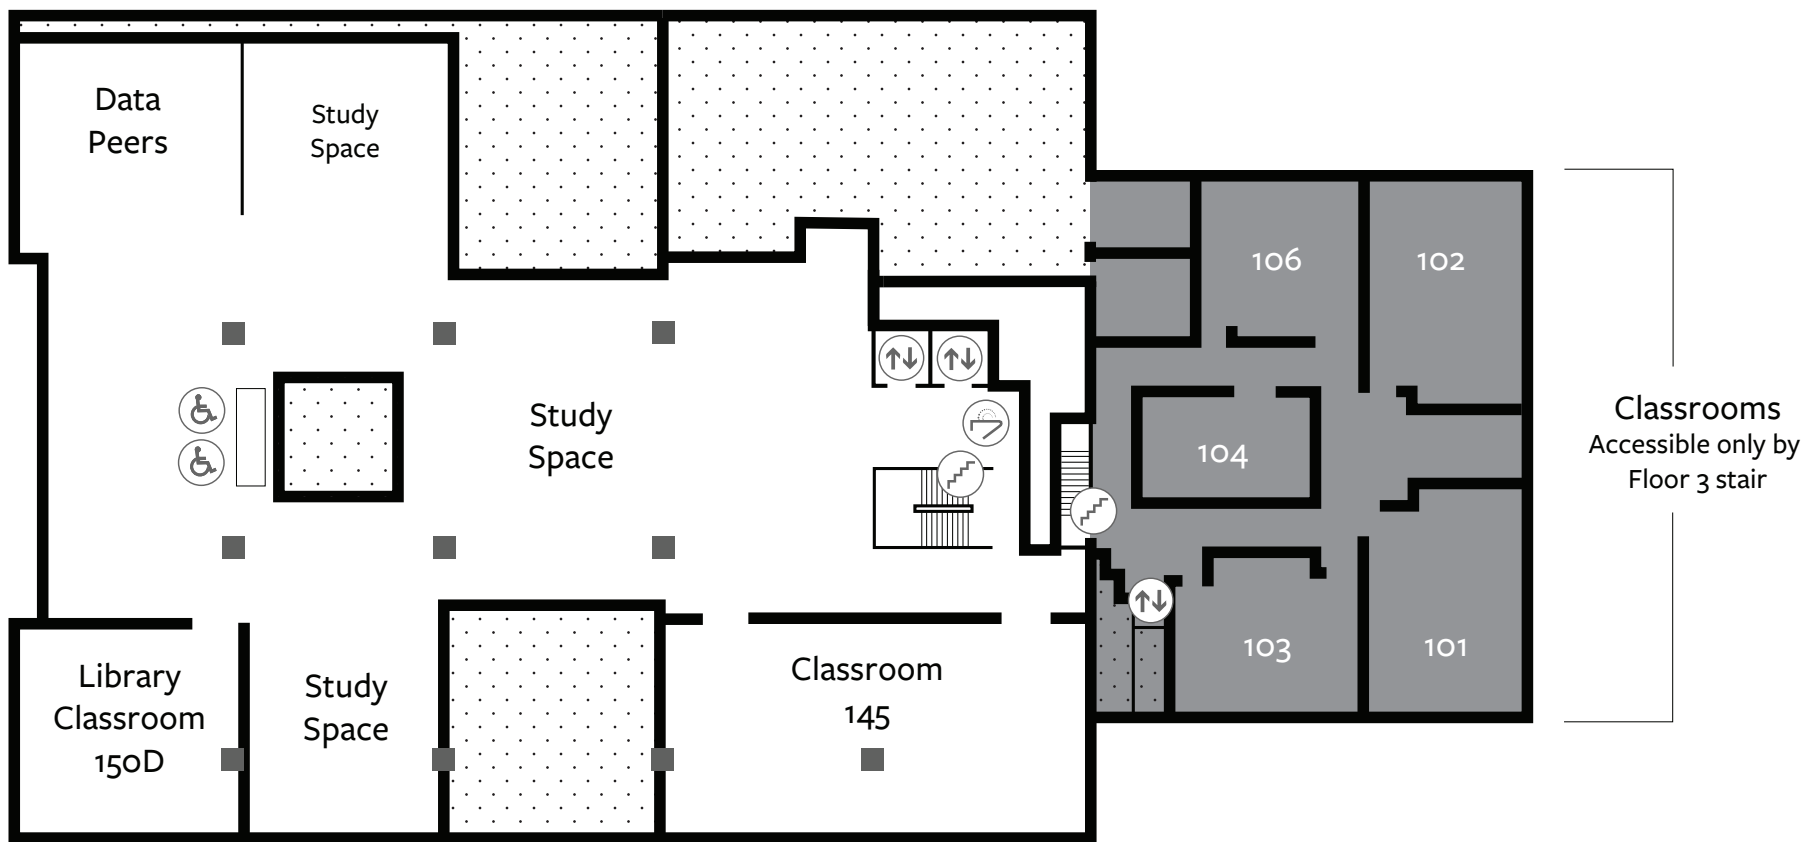 Data
Peers
Study
Space
106
102
Study
Space
104
Classrooms
Accessible only by
Floor 3 stair
Library
Classroom
150D
Study
Space
Classroom
145
103
101